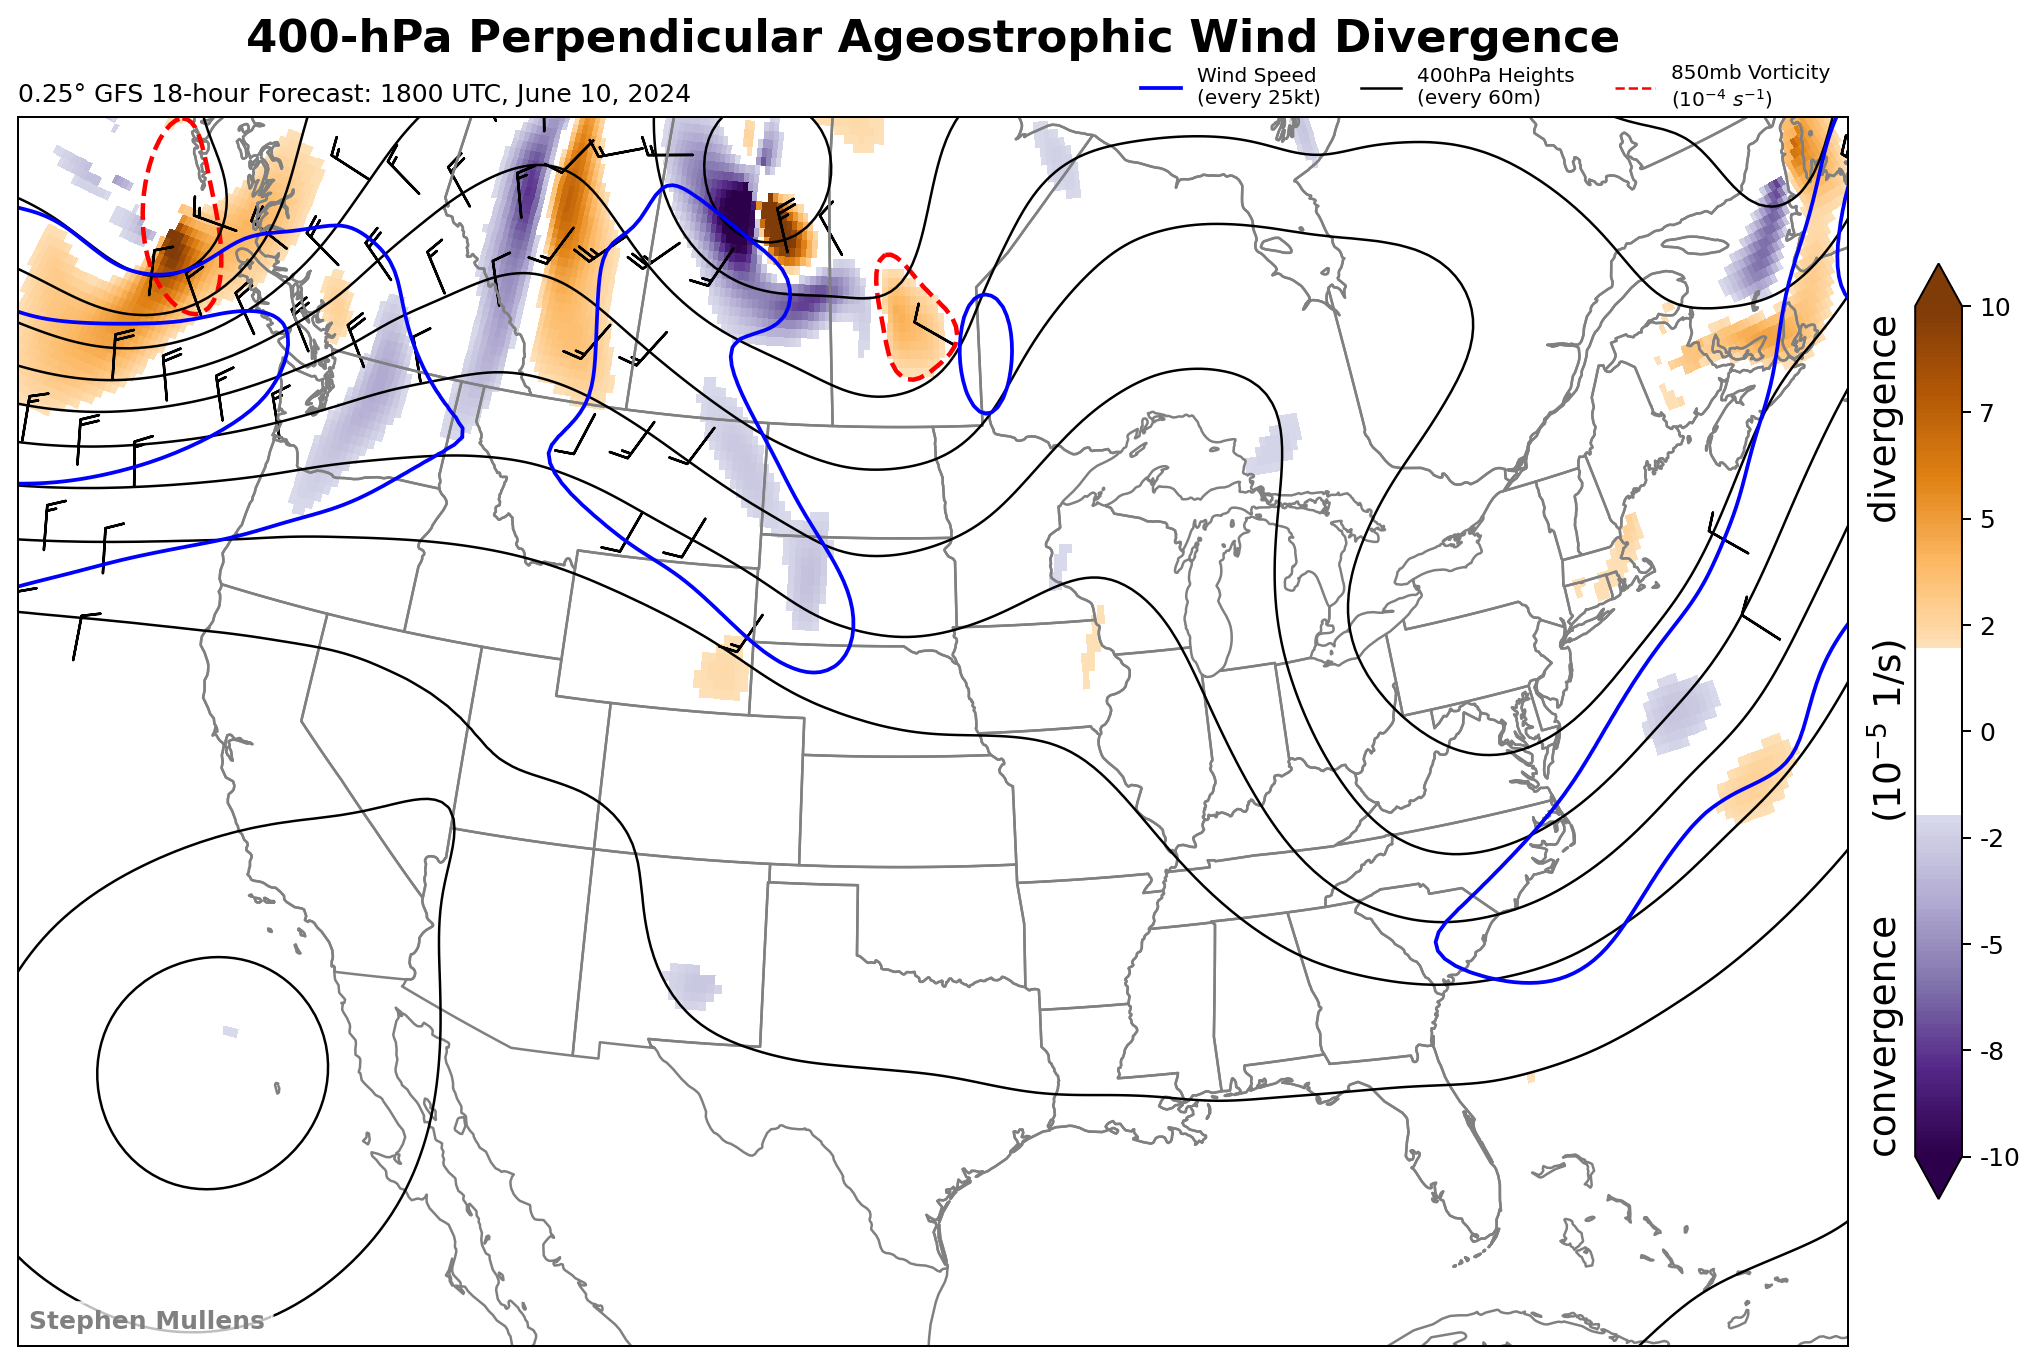 400-hPa Perpendicular Ageostrophic Wind Divergence
0.25° GFS 18-hour Forecast: 1800 UTC, June 10, 2024
Wind Speed
(every 25kt)
400hPa Heights
(every 60m)
850mb Vorticity
(10⁻⁴ s⁻¹)
10
7
5
2
0
-2
-5
-8
-10
convergence (10⁻⁵ 1/s) divergence
Stephen Mullens